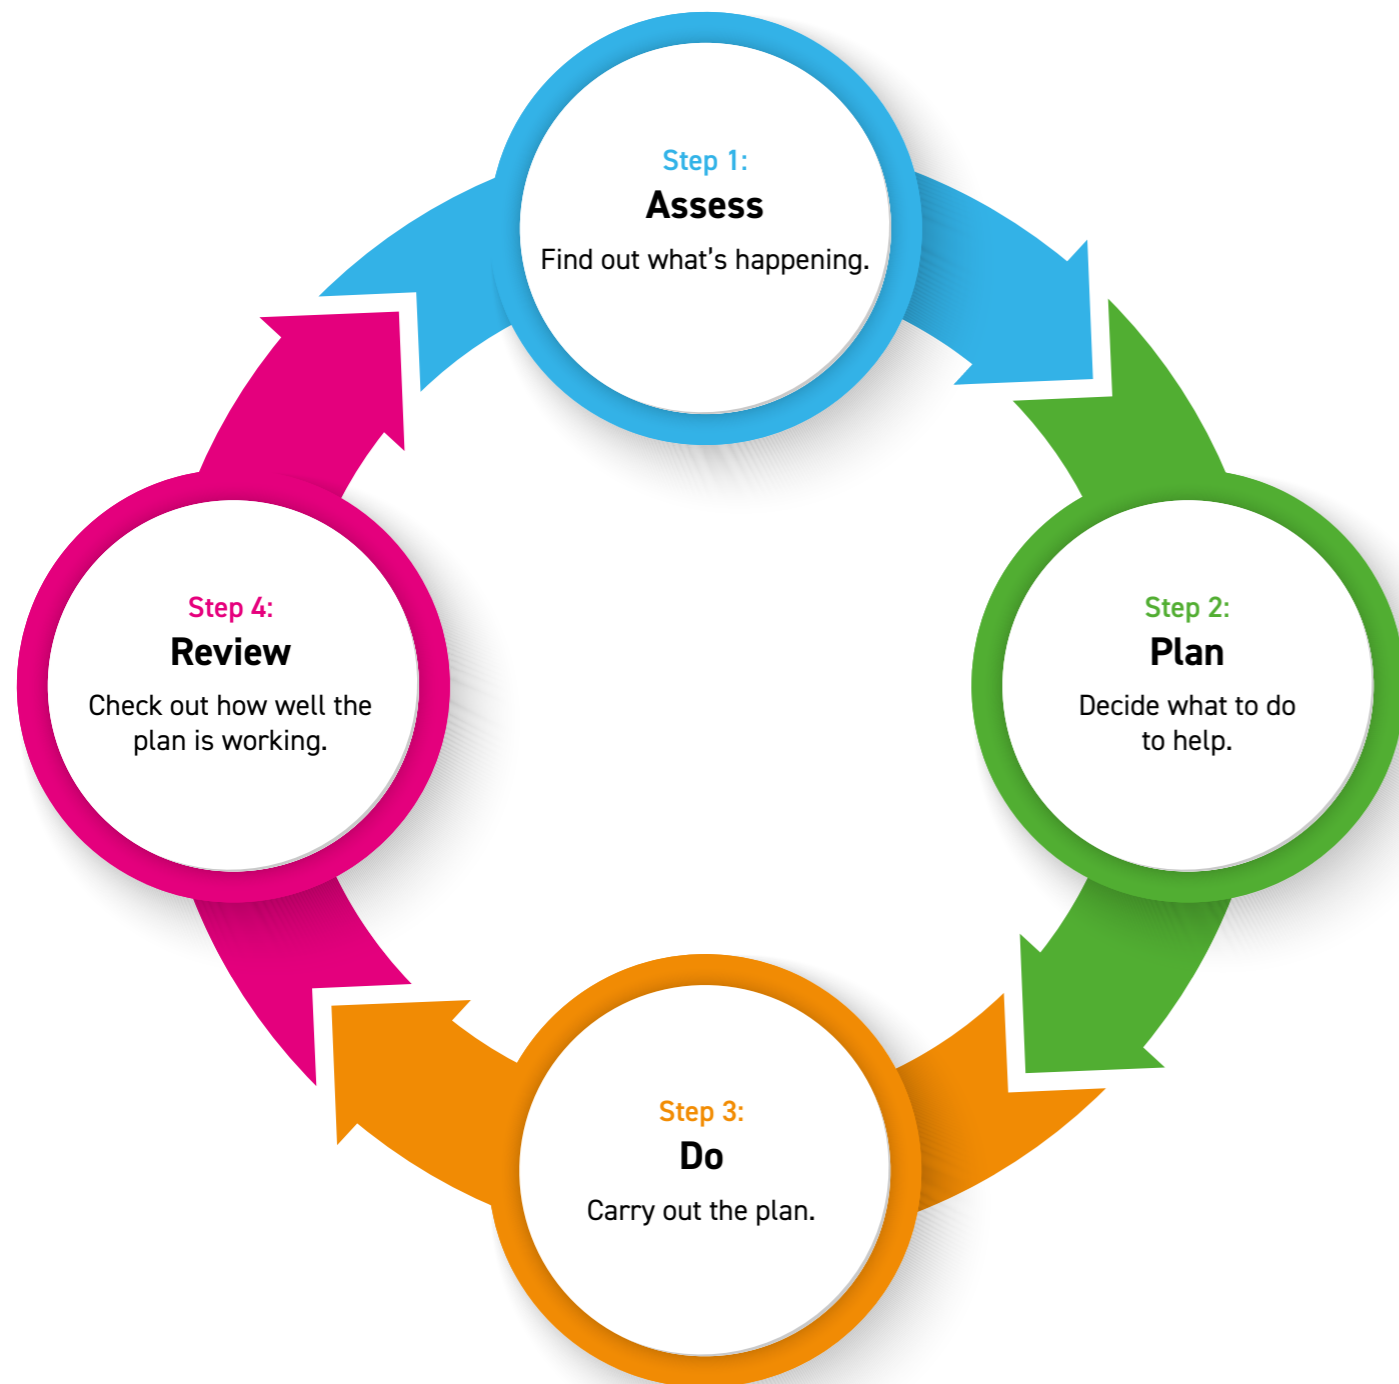 Step 1:
Assess
Find out what's happening.
Step 2:
Plan
Decide what to do
to help.
Step 3:
Do
Carry out the plan.
Step 4:
Review
Check out how well the
plan is working.